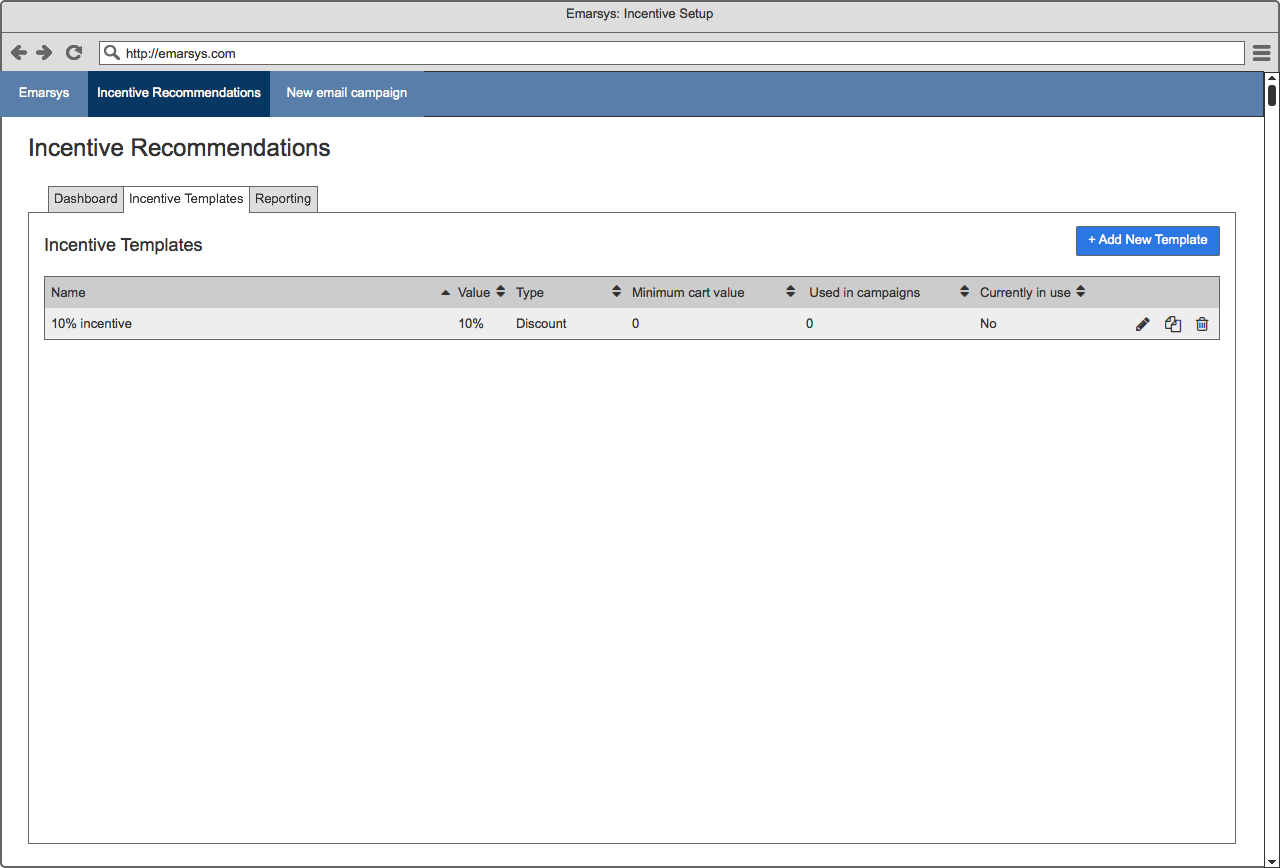 Emarsys: Incentive Setup
http://emarsys.com
Emarsys Incentive Recommendations New email campaign
Incentive Recommendations
Dashboard Incentive Templates Reporting
Incentive Templates + Add New Template
Name Value Type Minimum cart value Used in campaigns Currently in use
10% incentive 10% Discount 0 0 No